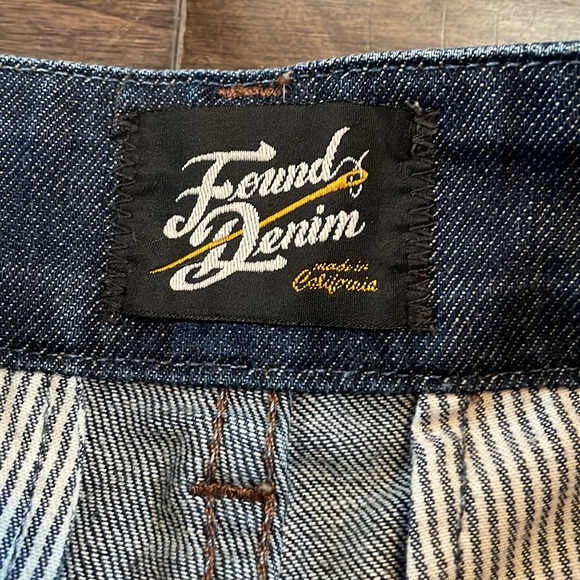 Found
Denim
made in
California